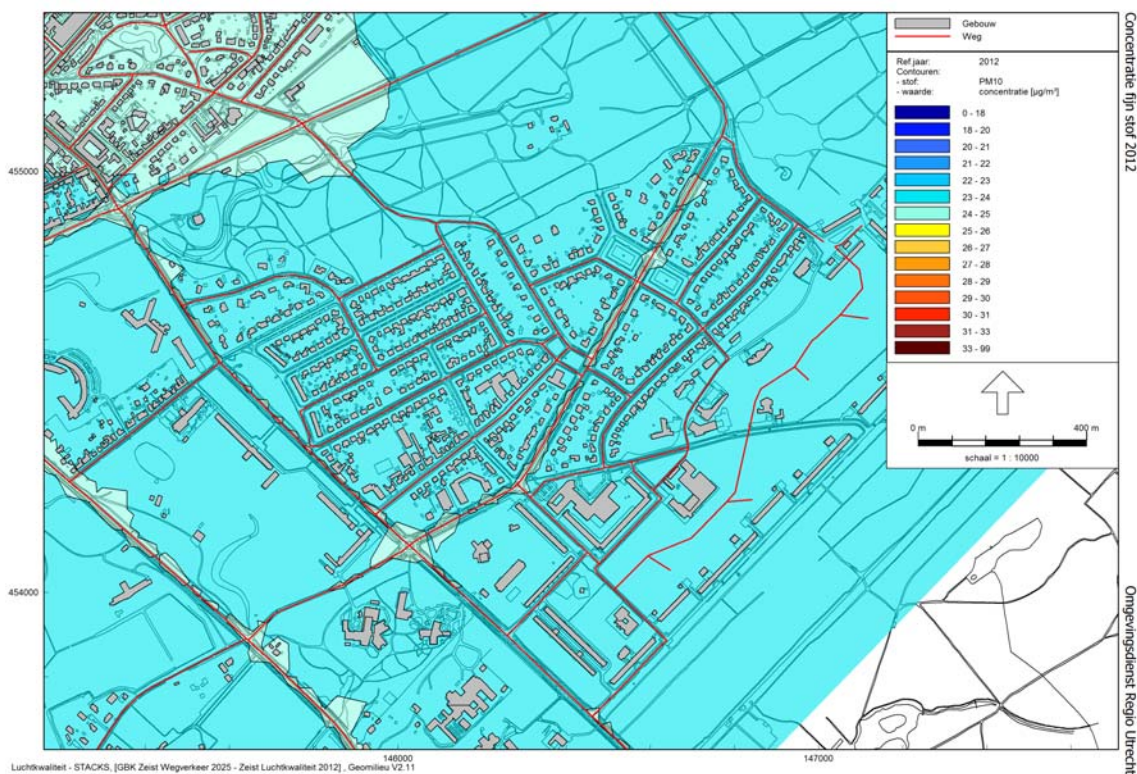 Gebouw
Weg
Ref.jaar: 2012
Contouren:
- stof: PM10
- waarde: concentratie [µg/m³]
0 - 18
18 - 20
20 - 21
21 - 22
22 - 23
23 - 24
24 - 25
25 - 26
26 - 27
27 - 28
28 - 29
29 - 30
30 - 31
31 - 33
33 - 99
0 m 400 m
schaal = 1 : 10000
Concentratie fijn stof 2012
Omgevingsdienst Regio Utrecht
455000
454000
146000 147000
Luchtkwaliteit - STACKS, [GBK Zeist Wegverkeer 2025 - Zeist Luchtkwaliteit 2012] , Geomilieu V2.11